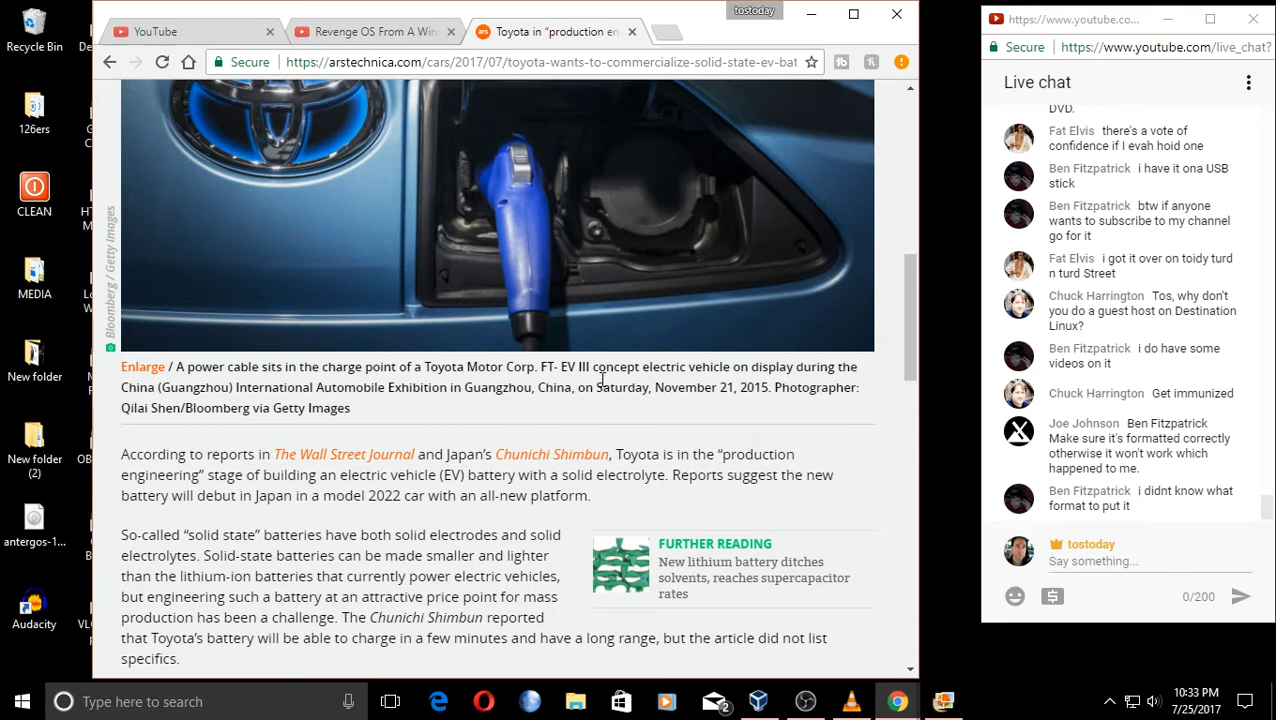 Recycle Bin
126ers
CLEAN
MEDIA
New folder
New folder
(2)
antergos-1...
Audacity
tostoday
YouTube
Revenge OS From A Win
ars
Toyota in "production en
Secure
https://www.youtube.co...
https://arstechnica.com/cars/2017/07/toyota-wants-to-commercialize-solid-state-ev-bat
Bloomberg / Getty Images
Enlarge / A power cable sits in the charge point of a Toyota Motor Corp. FT- EV III concept electric vehicle on display during the
China (Guangzhou) International Automobile Exhibition in Guangzhou, China, on Saturday, November 21, 2015. Photographer:
Qilai Shen/Bloomberg via Getty Images
According to reports in The Wall Street Journal and Japan's Chunichi Shimbun, Toyota is in the "production
engineering" stage of building an electric vehicle (EV) battery with a solid electrolyte. Reports suggest the new
battery will debut in Japan in a model 2022 car with an all-new platform.
So-called "solid state" batteries have both solid electrodes and solid
electrolytes. Solid-state batteries can be made smaller and lighter
than the lithium-ion batteries that currently power electric vehicles,
but engineering such a battery at an attractive price point for mass
production has been a challenge. The Chunichi Shimbun reported
that Toyota's battery will be able to charge in a few minutes and have a long range, but the article did not list
specifics.
FURTHER READING
New lithium battery ditches
solvents, reaches supercapacitor
rates
Secure
https://www.youtube.com/live_chat?
Live chat
DVD.
Fat Elvis there's a vote of
confidence if I evah hoid one
Ben Fitzpatrick i have it ona USB
stick
Ben Fitzpatrick btw if anyone
wants to subscribe to my channel
go for it
Fat Elvis i got it over on toidy turd
n turd Street
Chuck Harrington Tos, why don't
you do a guest host on Destination
Linux?
Ben Fitzpatrick i do have some
videos on it
Chuck Harrington Get immunized
Joe Johnson Ben Fitzpatrick
Make sure it's formatted correctly
otherwise it won't work which
happened to me.
Ben Fitzpatrick i didnt know what
format to put it
tostoday
Say something...
0/200
Type here to search
2
10:33 PM
7/25/2017